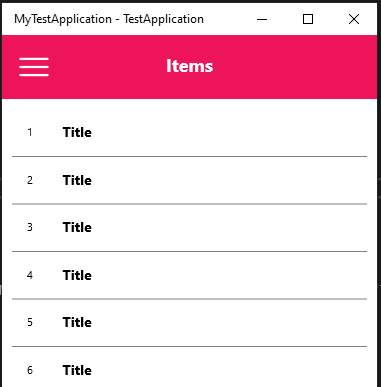 MyTestApplication - TestApplication
Items
1 Title
2 Title
3 Title
4 Title
5 Title
6 Title